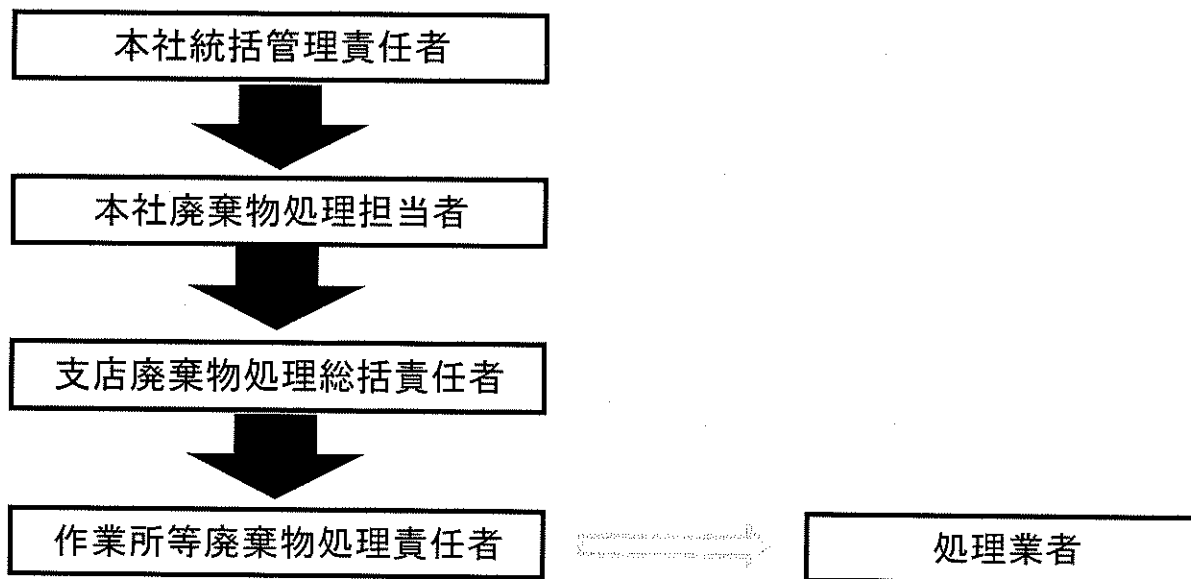 本社統括管理責任者
本社廃棄物処理担当者
支店廃棄物処理総括責任者
作業所等廃棄物処理責任者
処理業者